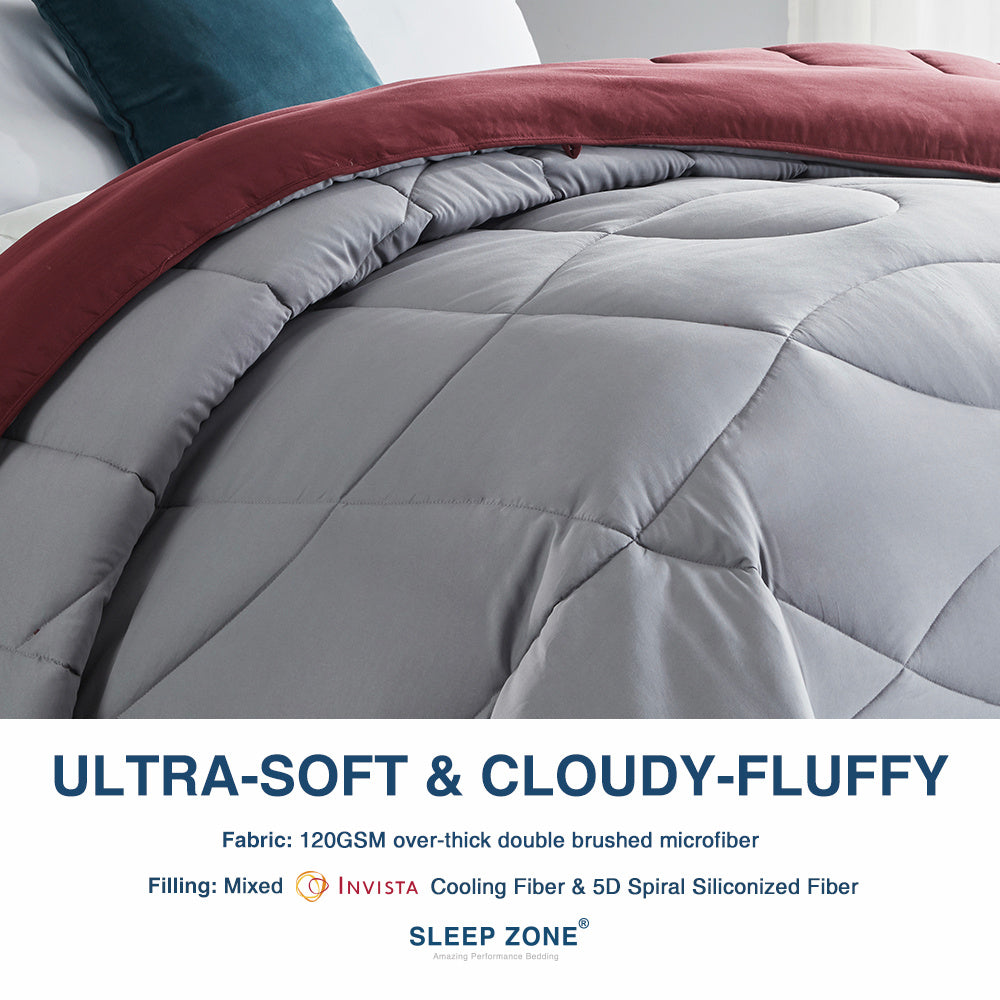 ULTRA-SOFT & CLOUDY-FLUFFY
Fabric: 120GSM over-thick double brushed microfiber
Filling: Mixed INVISTA Cooling Fiber & 5D Spiral Siliconized Fiber
SLEEP ZONE®
Amazing Performance Bedding